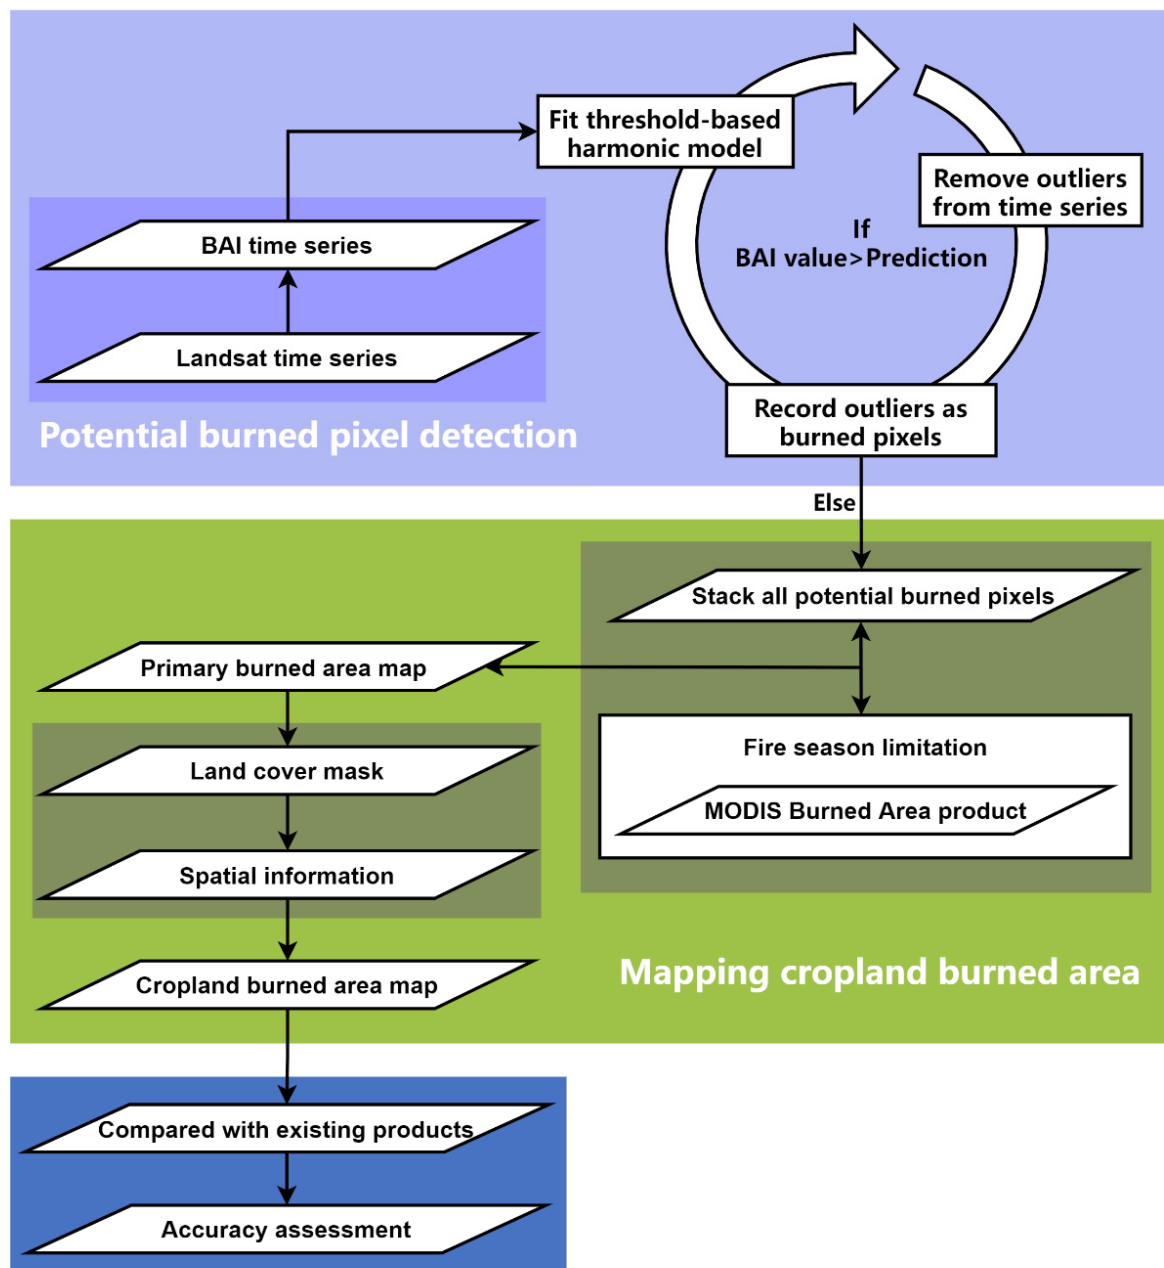 Fit threshold-based
harmonic model
Remove outliers
from time series
If
BAI value>Prediction
BAI time series
Landsat time series
Record outliers as
burned pixels
Potential burned pixel detection
Else
Stack all potential burned pixels
Primary burned area map
Fire season limitation
Land cover mask
MODIS Burned Area product
Spatial information
Mapping cropland burned area
Cropland burned area map
Compared with existing products
Accuracy assessment